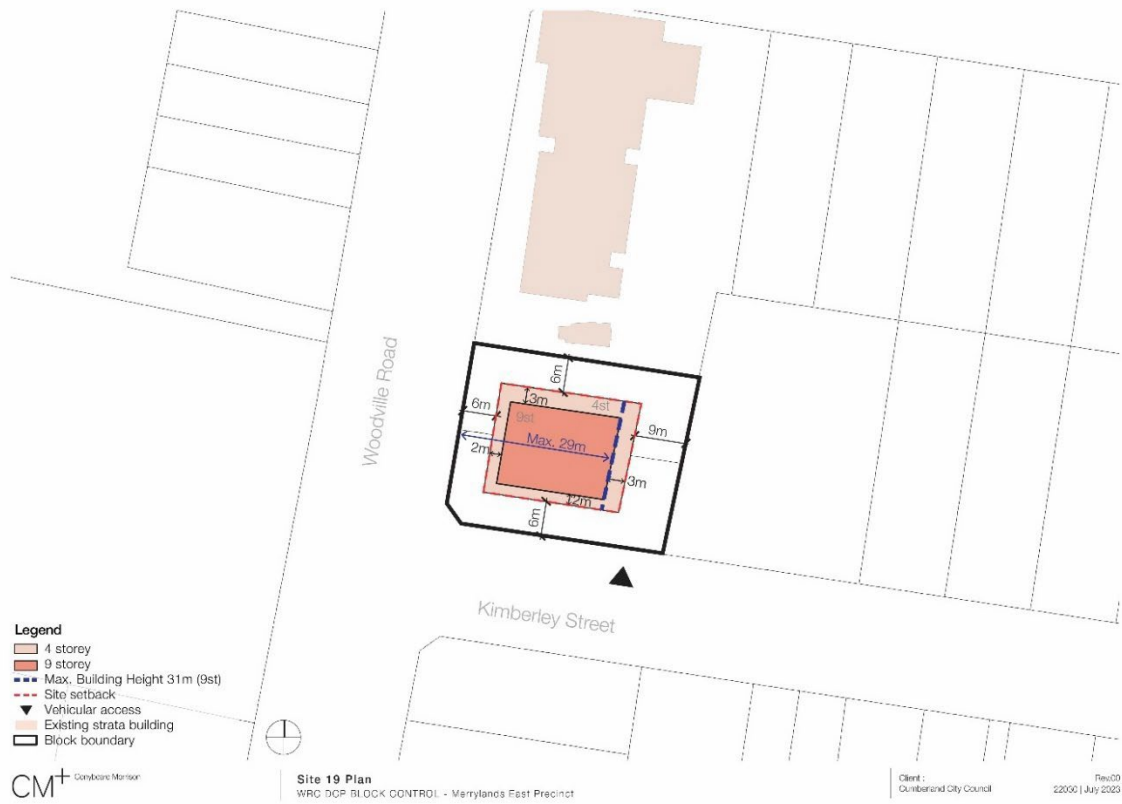 Woodville Road
6m
3m
4st
6m
9st
9m
Max. 29m
2m
3m
2m
6m
Kimberley Street
Legend
4 storey
9 storey
Max. Building Height 31m (9st)
Site setback
Vehicular access
Existing strata building
Block boundary
CM+ Conybeare Morrison
Site 19 Plan
WRC DCP BLOCK CONTROL - Merrylands East Precinct
Client :
Cumberland City Council
Rev:00
22030 | July 2023